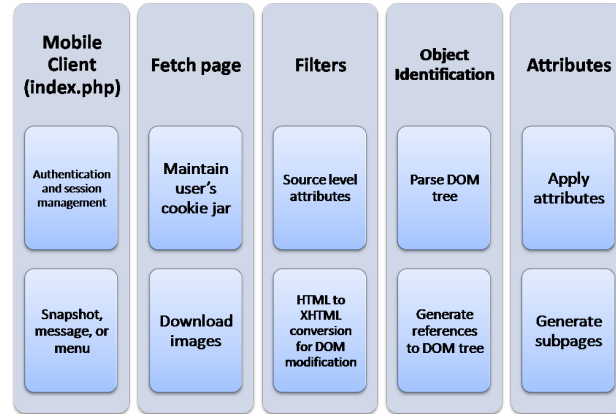 Mobile
Client
(index.php)
Authentication
and session
management
Snapshot,
message, or
menu
Fetch page
Maintain
user's
cookie jar
Download
images
Filters
Source level
attributes
HTML to
XHTML
conversion
for DOM
modification
Object
Identification
Parse DOM
tree
Generate
references
to DOM tree
Attributes
Apply
attributes
Generate
subpages